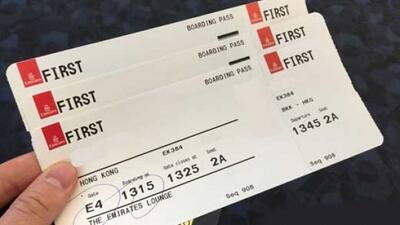 BOARDING PASS
FIRST
FIRST
BOARDING PASS
FIRST
FIRST
BOARDING PASS
FIRST
FIRST
EK384
HONG KONG
EK384
BKK - HKG
Gate
Boarding at
Gate closes at
Seat
Departure
Seat
E4
1315
1325
2A
1345
2A
THE EMIRATES LOUNGE
Seq 908
Seq 908